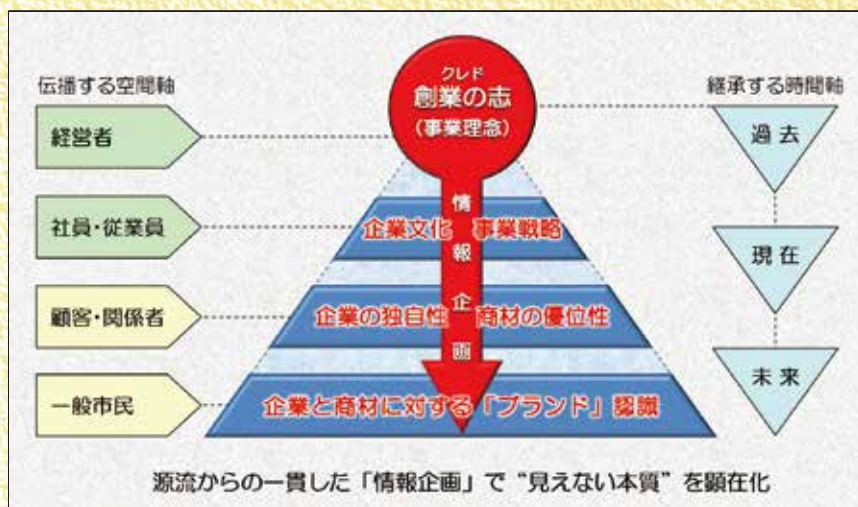 伝播する空間軸
経営者
社員・従業員
顧客・関係者
一般市民
クレド
創業の志
(事業理念)
情報企画
企業文化 事業戦略
企業の独自性 商材の優位性
企業と商材に対する「ブランド」認識
継承する時間軸
過去
現在
未来
源流からの一貫した「情報企画」で“見えない本質”を顕在化